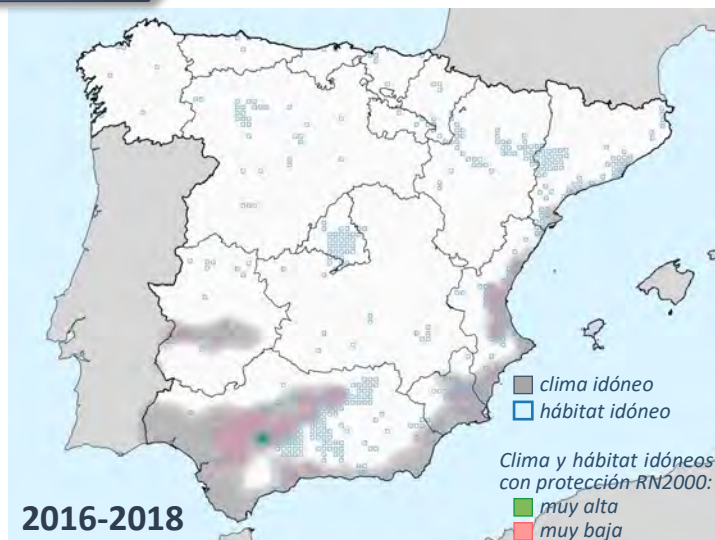 clima idóneo
hábitat idóneo
Clima y hábitat idóneos
con protección RN2000:
muy alta
muy baja
2016-2018